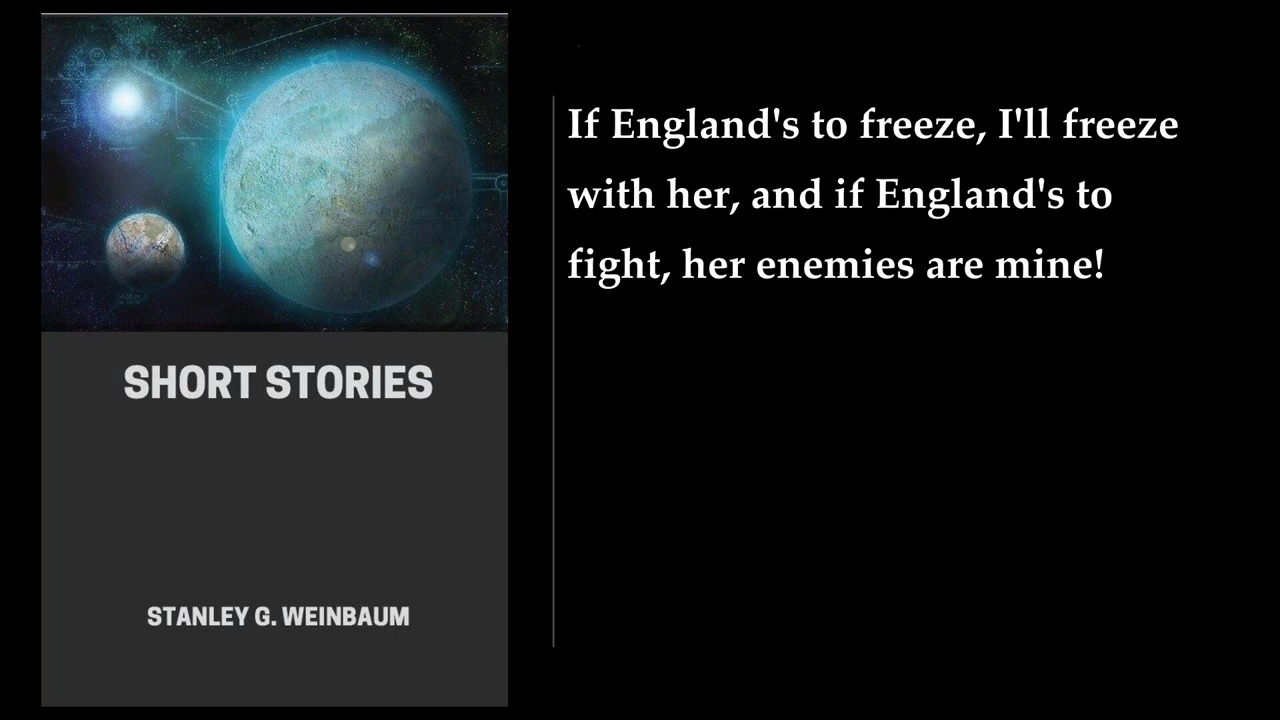 SHORT STORIES
STANLEY G. WEINBAUM
If England's to freeze, I'll freeze
with her, and if England's to
fight, her enemies are mine!